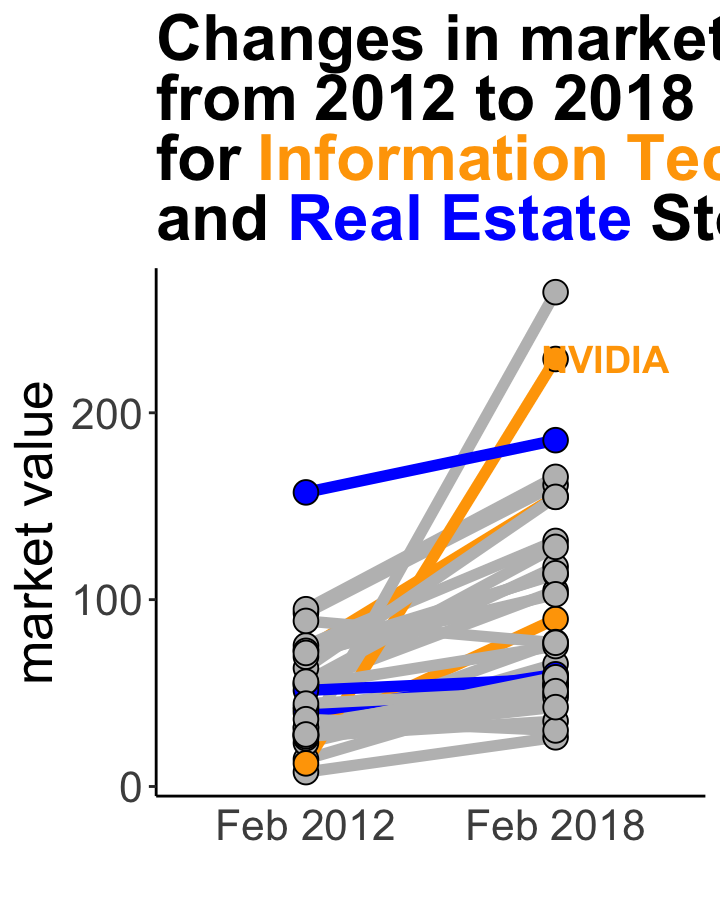 Changes in market
from 2012 to 2018
for Information Tec
and Real Estate Sto
NVIDIA
market value
200
100
0
Feb 2012
Feb 2018